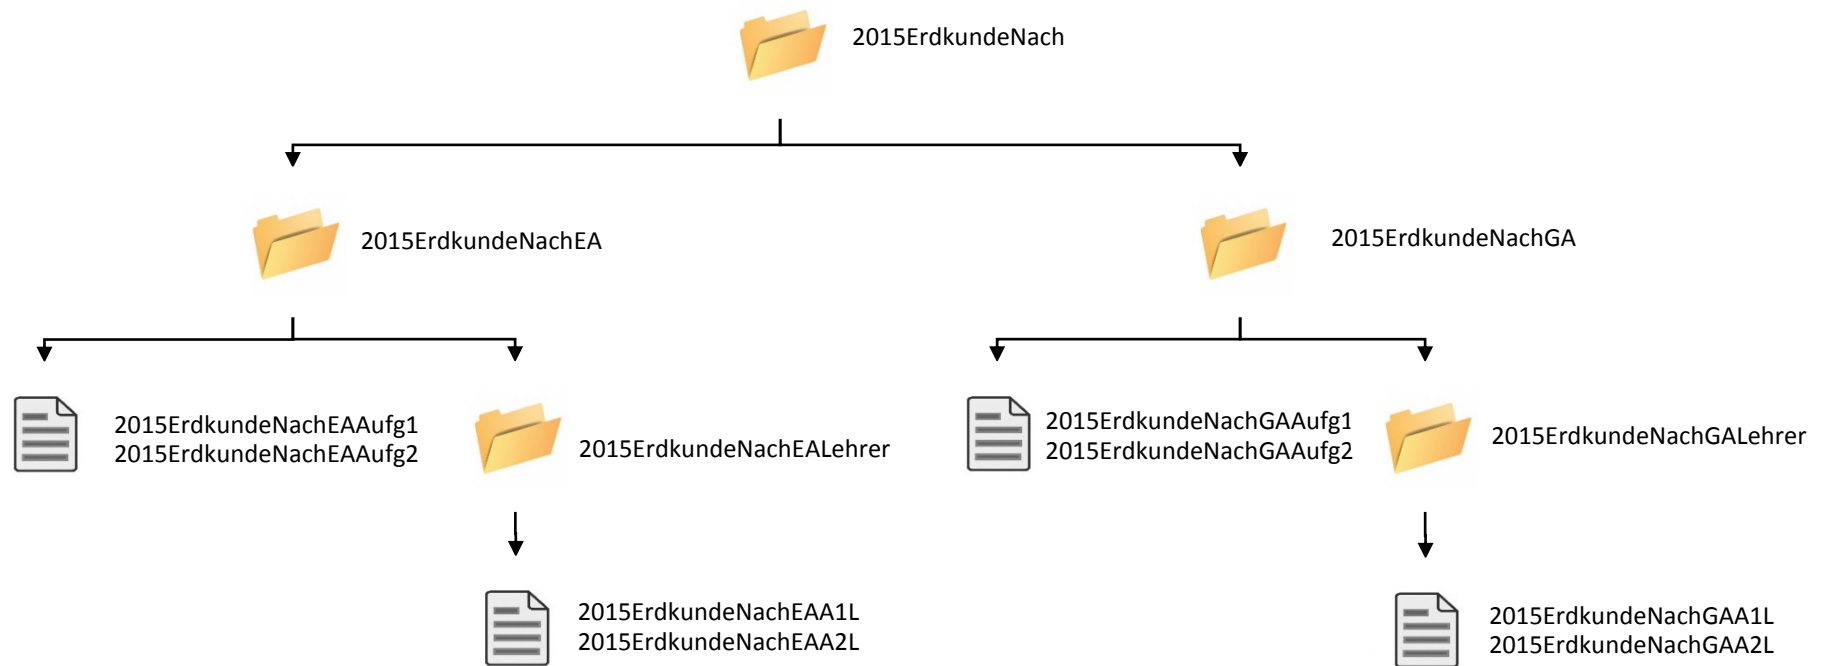 2015ErdkundeNach
2015ErdkundeNachEA
2015ErdkundeNachGA
2015ErdkundeNachEAAufg1
2015ErdkundeNachEAAufg2
2015ErdkundeNachEALehrer
2015ErdkundeNachGAAufg1
2015ErdkundeNachGAAufg2
2015ErdkundeNachGALehrer
2015ErdkundeNachEAA1L
2015ErdkundeNachEAA2L
2015ErdkundeNachGAA1L
2015ErdkundeNachGAA2L